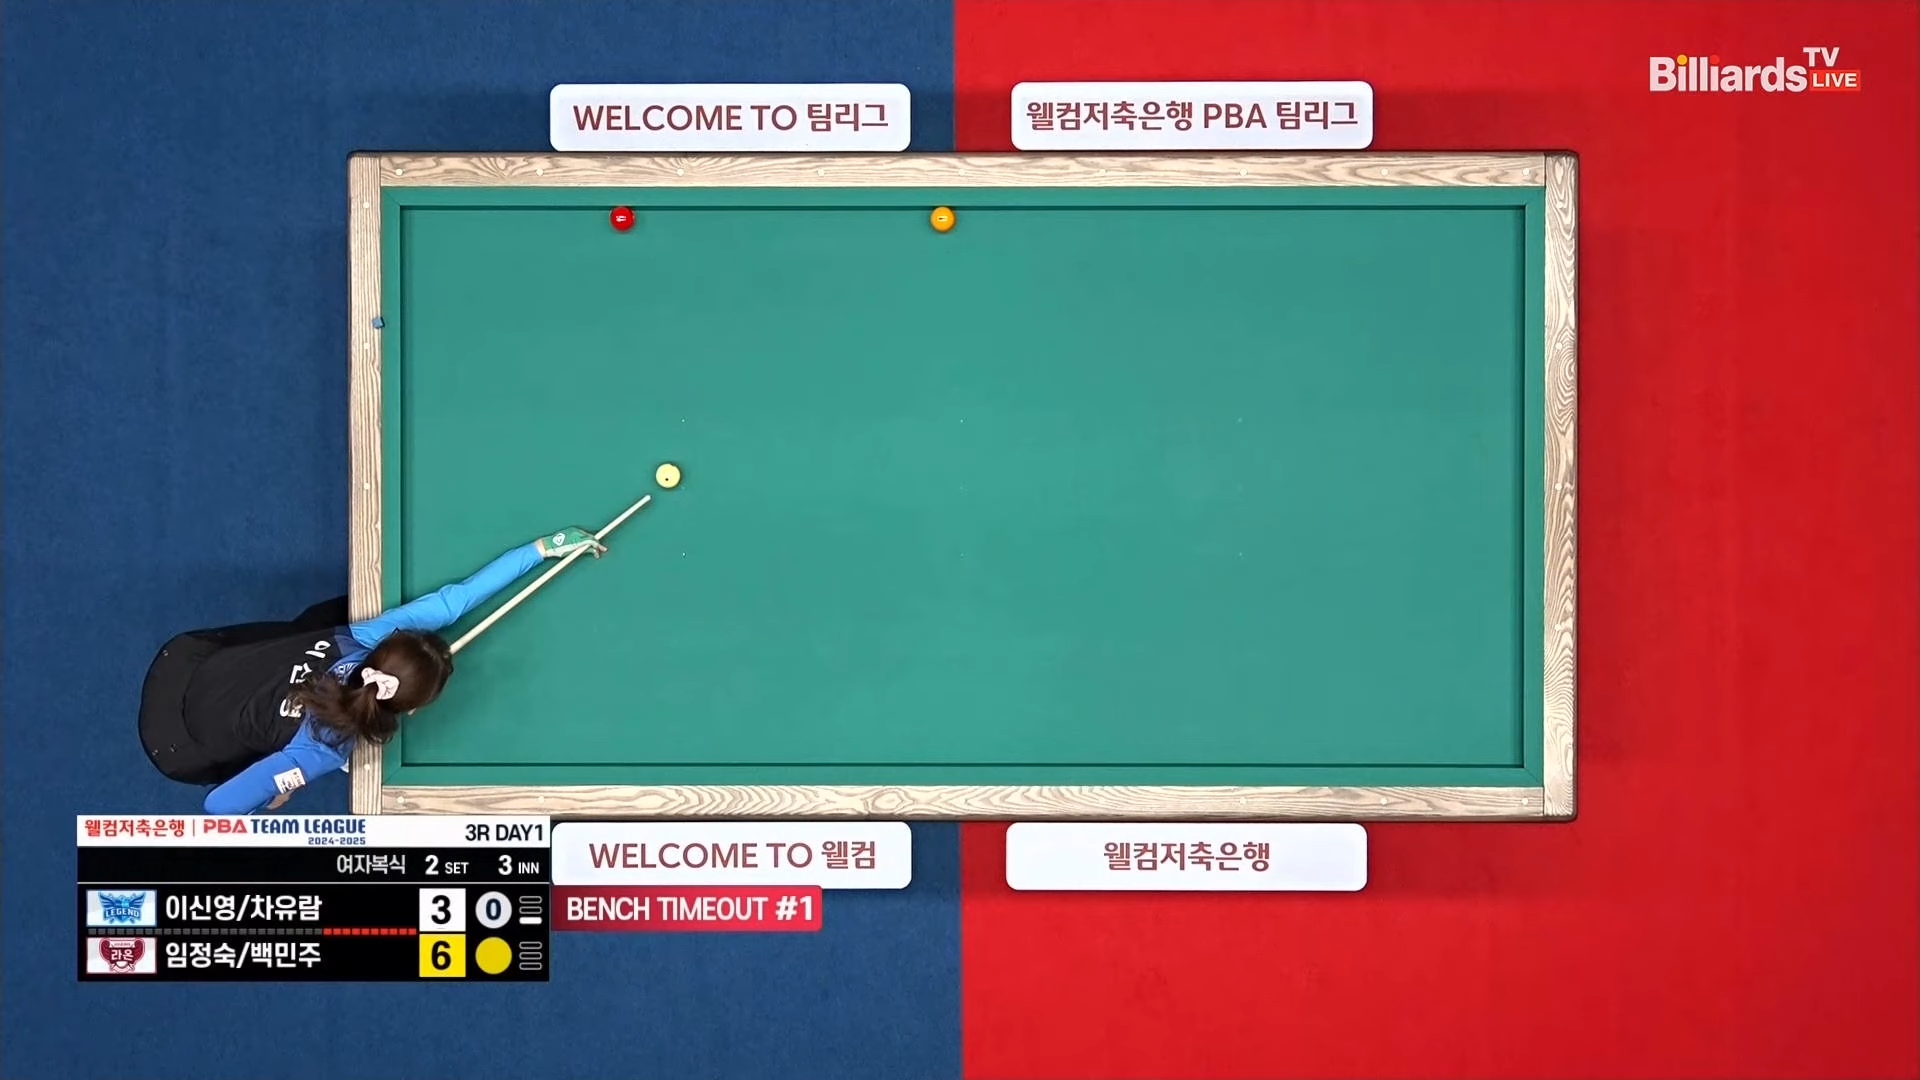 Billiards TV
LIVE
WELCOME TO 팀리그
웰컴저축은행 PBA 팀리그
WELCOME TO 웰컴
웰컴저축은행
웰컴저축은행 | PBA TEAM LEAGUE
2024-2025
3R DAY1
여자복식 2 SET 3 INN
LEGEND 이신영/차유람 3 0
BENCH TIMEOUT #1
라온 임정숙/백민주 6